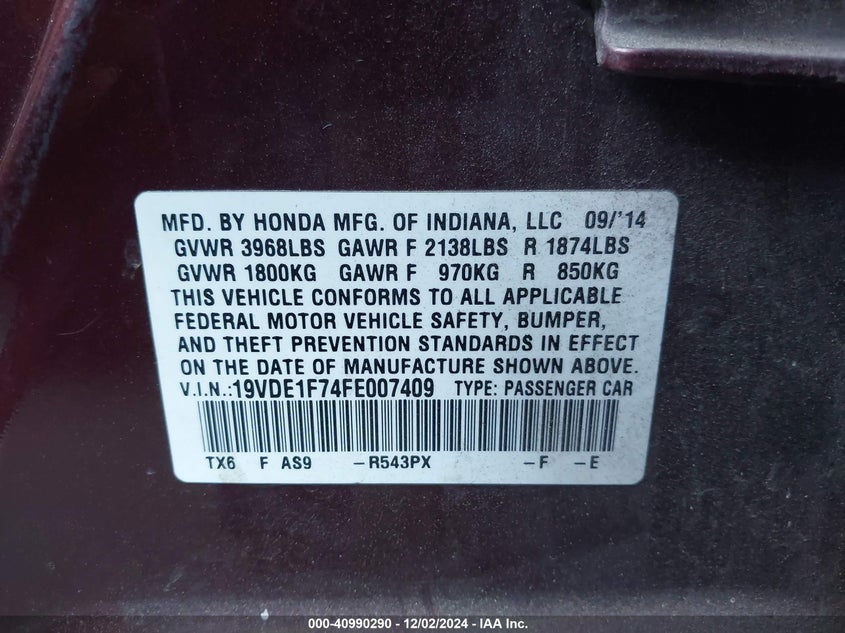 MFD. BY HONDA MFG. OF INDIANA, LLC 09/'14
GVWR 3968LBS GAWR F 2138LBS R 1874LBS
GVWR 1800KG GAWR F 970KG R 850KG
THIS VEHICLE CONFORMS TO ALL APPLICABLE
FEDERAL MOTOR VEHICLE SAFETY, BUMPER,
AND THEFT PREVENTION STANDARDS IN EFFECT
ON THE DATE OF MANUFACTURE SHOWN ABOVE.
V.I.N.:19VDE1F74FE007409 TYPE: PASSENGER CAR
TX6 F AS9 –R543PX –F –E
000-40990290 - 12/02/2024 - IAA Inc.